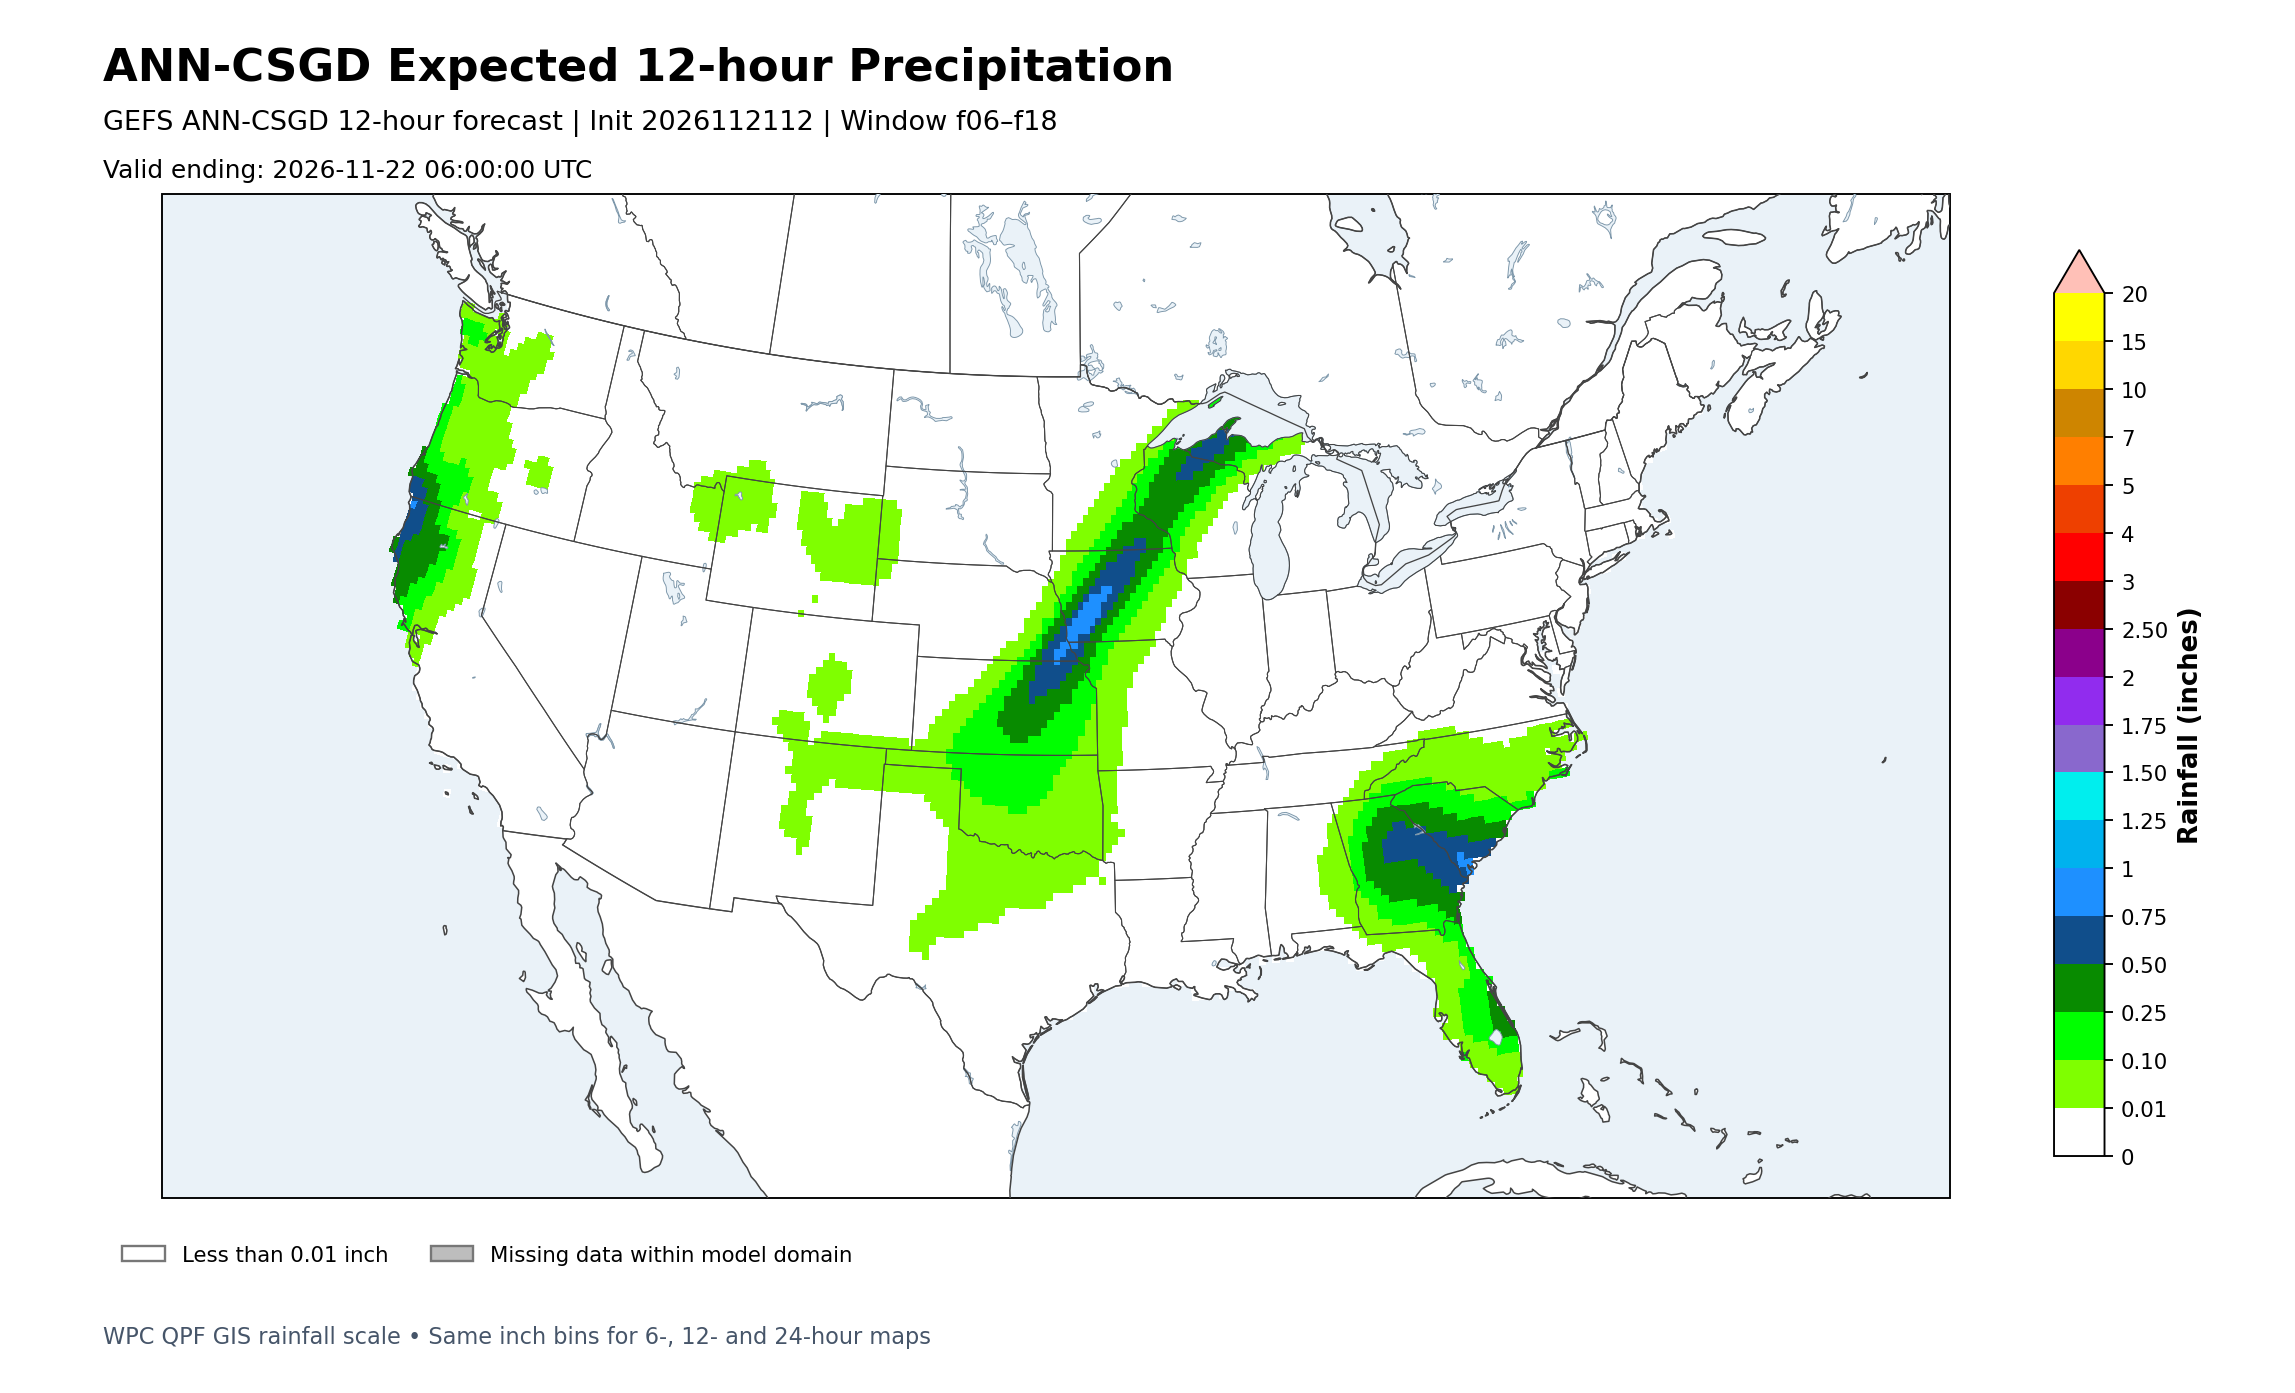 ANN-CSGD Expected 12-hour Precipitation
GEFS ANN-CSGD 12-hour forecast | Init 2026112112 | Window f06–f18
Valid ending: 2026-11-22 06:00:00 UTC
20
15
10
7
5
4
3
2.50
2
1.75
1.50
1.25
1
0.75
0.50
0.25
0.10
0.01
0
Rainfall (inches)
Less than 0.01 inch
Missing data within model domain
WPC QPF GIS rainfall scale • Same inch bins for 6-, 12- and 24-hour maps